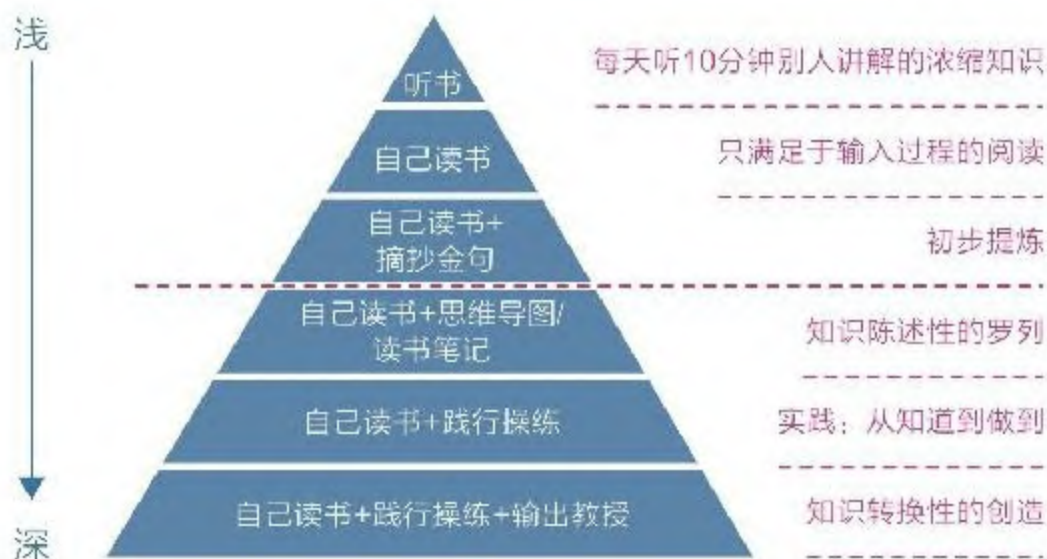 浅
听书
每天听10分钟别人讲解的浓缩知识
自己读书
只满足于输入过程的阅读
自己读书+
摘抄金句
初步提炼
自己读书+思维导图/
读书笔记
知识陈述性的罗列
自己读书+践行操练
实践：从知道到做到
自己读书+践行操练+输出教授
知识转换性的创造
深